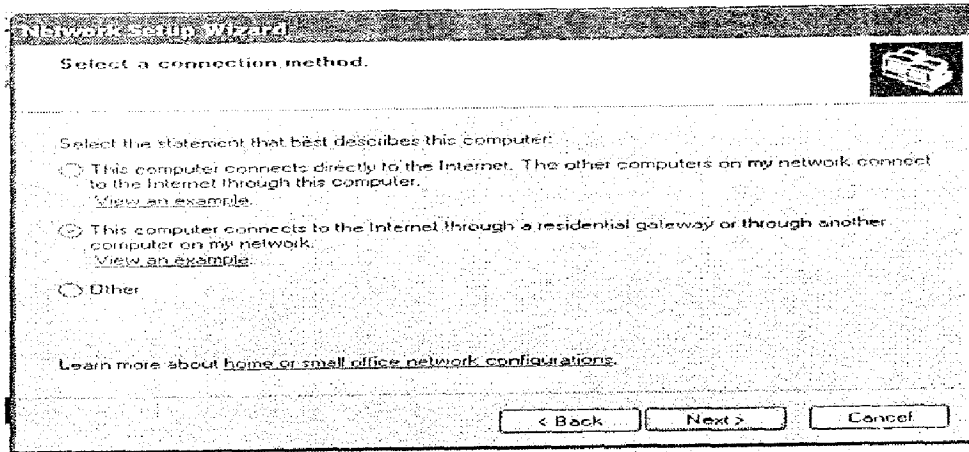 Network Setup Wizard
Select a connection method.
Select the statement that best describes this computer:
This computer connects directly to the Internet. The other computers on my network connect
to the Internet through this computer.
View an example.
This computer connects to the Internet through a residential gateway or through another
computer on my network.
View an example.
Other
Learn more about home or small office network configurations.
< Back
Next >
Cancel